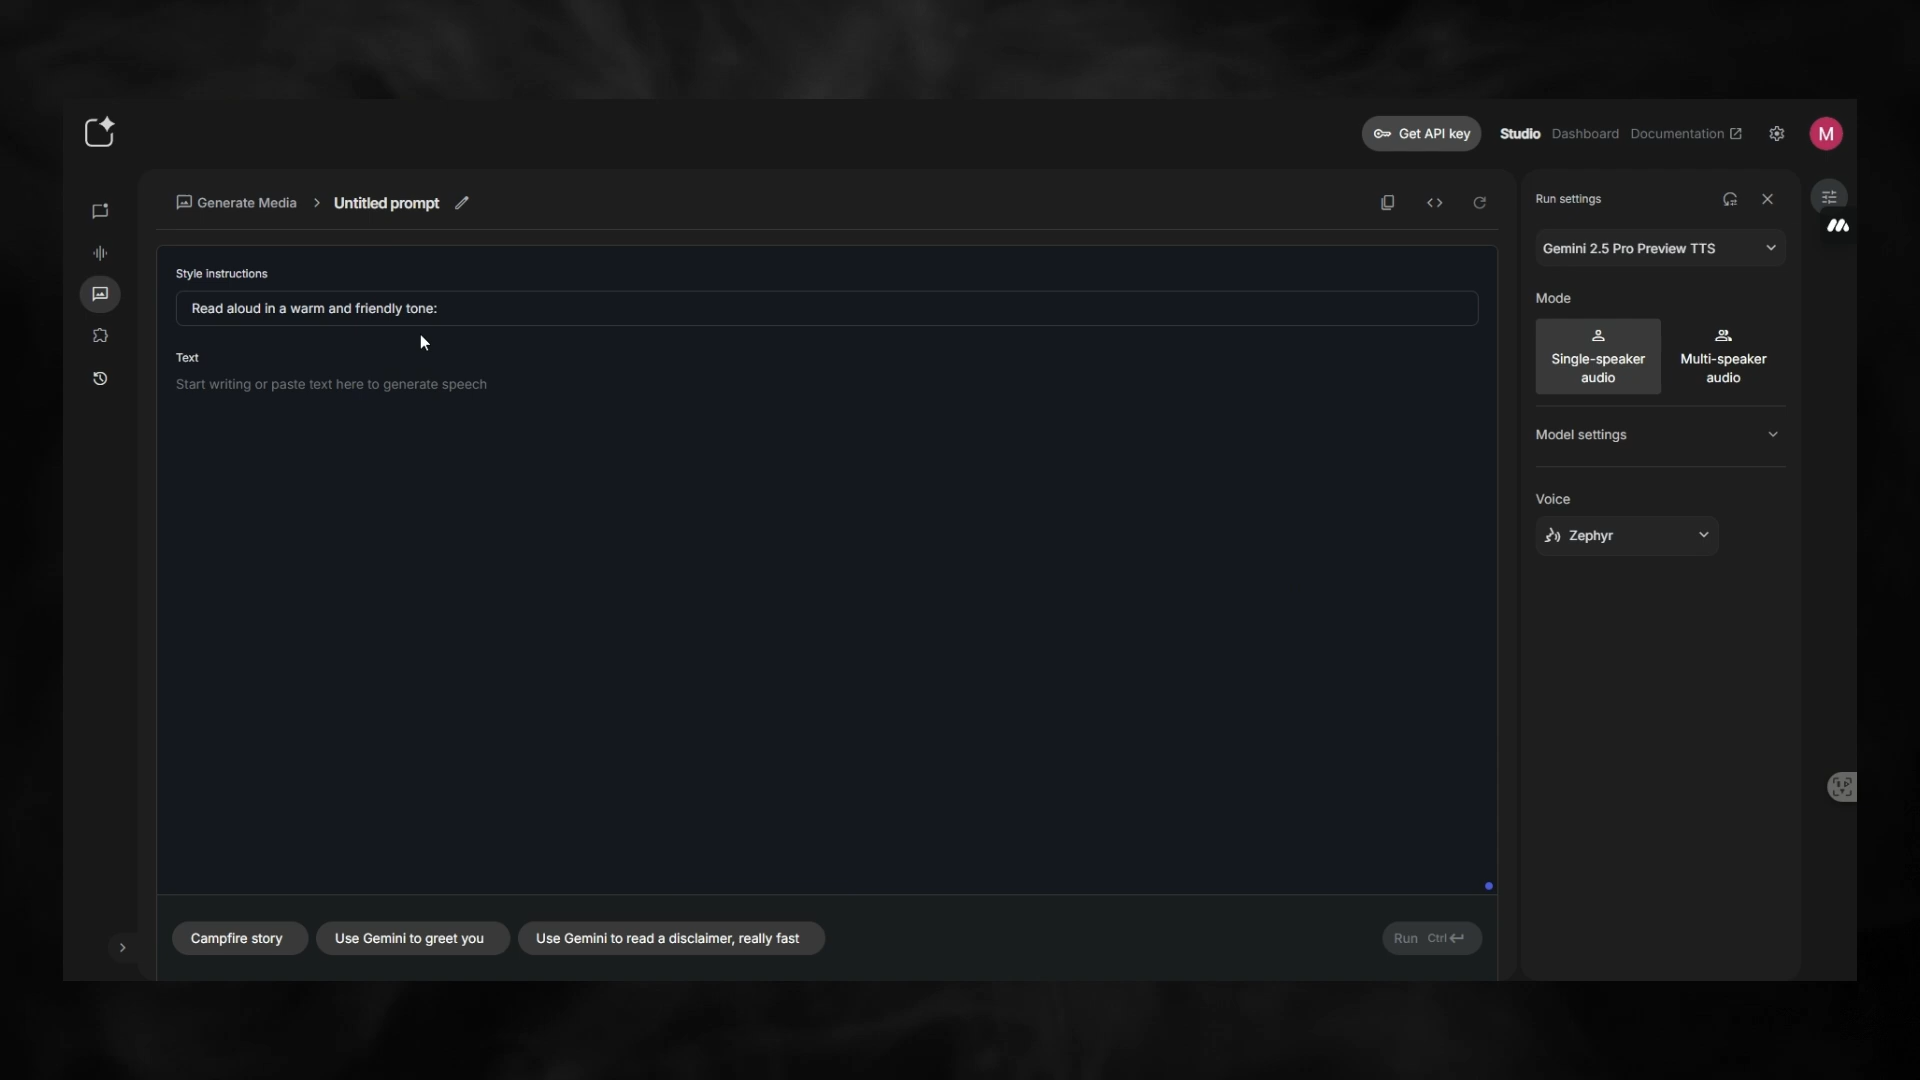 Get API key
Studio Dashboard Documentation
M
Generate Media > Untitled prompt
Style instructions
Read aloud in a warm and friendly tone:
Text
Start writing or paste text here to generate speech
Campfire story
Use Gemini to greet you
Use Gemini to read a disclaimer, really fast
Run Ctrl
Run settings
Gemini 2.5 Pro Preview TTS
Mode
Single-speaker
audio
Multi-speaker
audio
Model settings
Voice
Zephyr